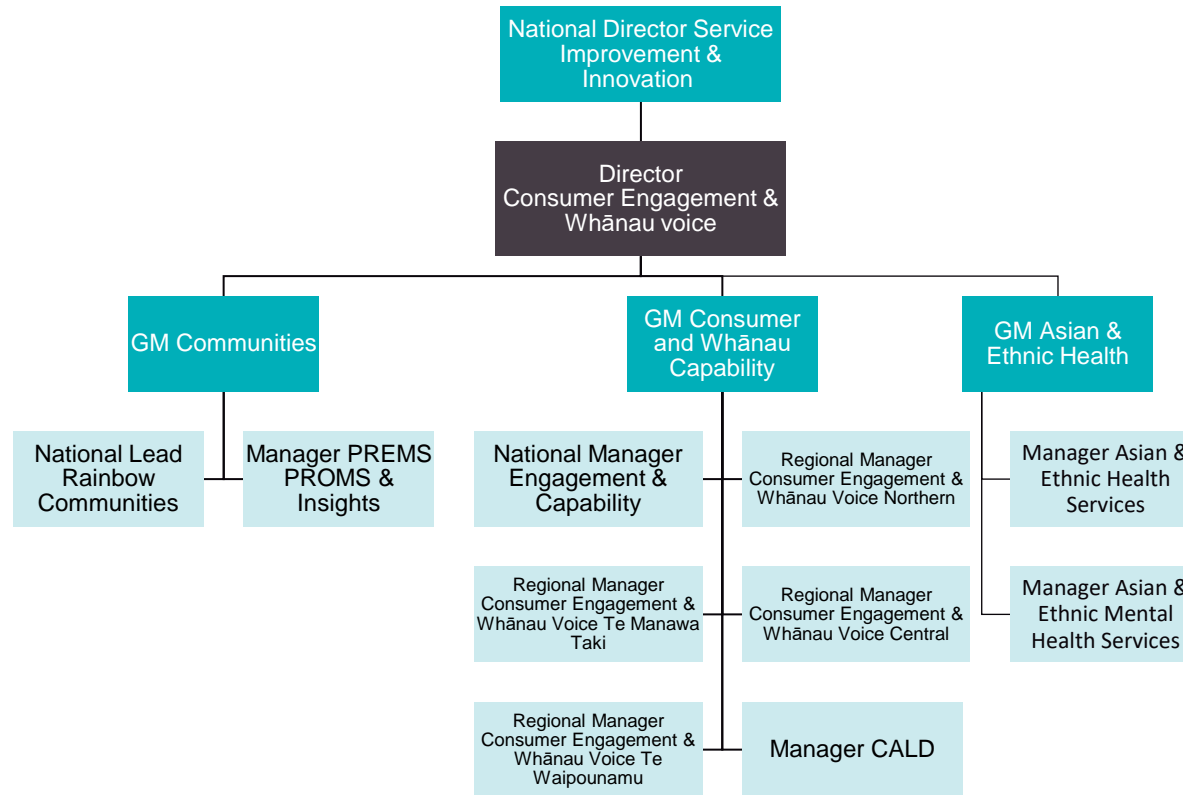 National Director Service
Improvement &
Innovation
Director
Consumer Engagement &
Whānau voice
GM Communities
GM Consumer
and Whānau
Capability
GM Asian &
Ethnic Health
National Lead
Rainbow
Communities
Manager PREMS
PROMS &
Insights
National Manager
Engagement &
Capability
Regional Manager
Consumer Engagement &
Whānau Voice Northern
Manager Asian &
Ethnic Health
Services
Regional Manager
Consumer Engagement &
Whānau Voice Te Manawa
Taki
Regional Manager
Consumer Engagement &
Whānau Voice Central
Manager Asian &
Ethnic Mental
Health Services
Regional Manager
Consumer Engagement &
Whānau Voice Te
Waipounamu
Manager CALD